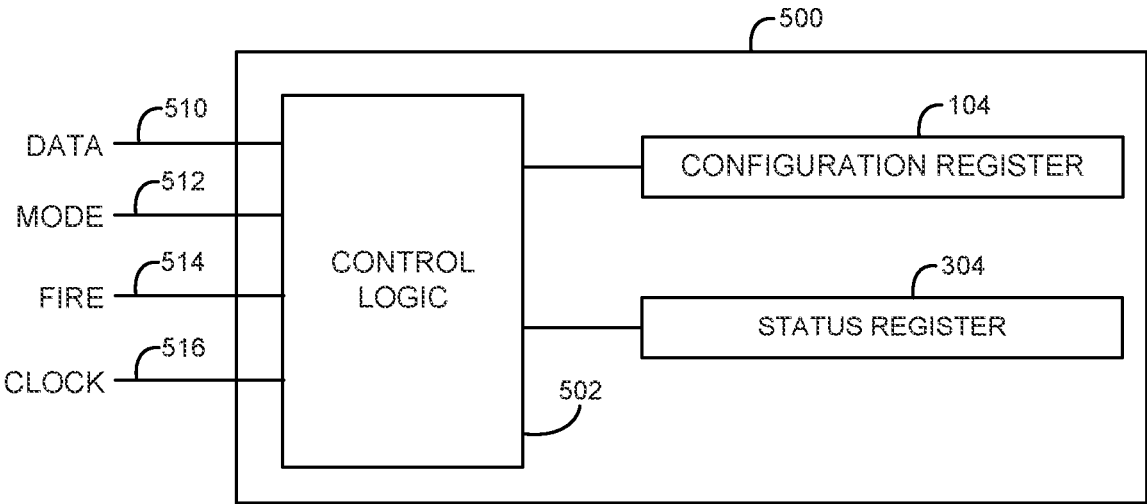 500
510
DATA
104
CONFIGURATION REGISTER
512
MODE
CONTROL
LOGIC
514
FIRE
304
STATUS REGISTER
516
CLOCK
502